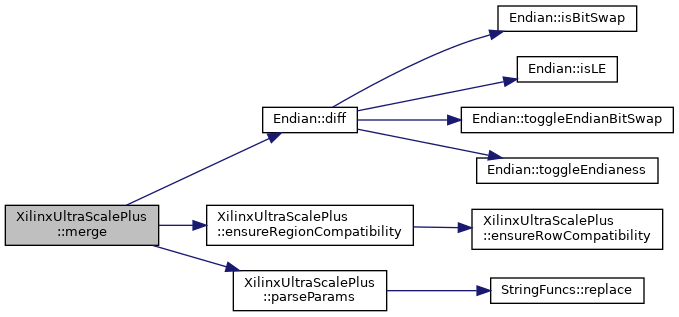 XilinxUltraScalePlus
::merge
Endian::diff
Endian::isBitSwap
Endian::isLE
Endian::toggleEndianBitSwap
Endian::toggleEndianess
XilinxUltraScalePlus
::ensureRegionCompatibility
XilinxUltraScalePlus
::ensureRowCompatibility
XilinxUltraScalePlus
::parseParams
StringFuncs::replace